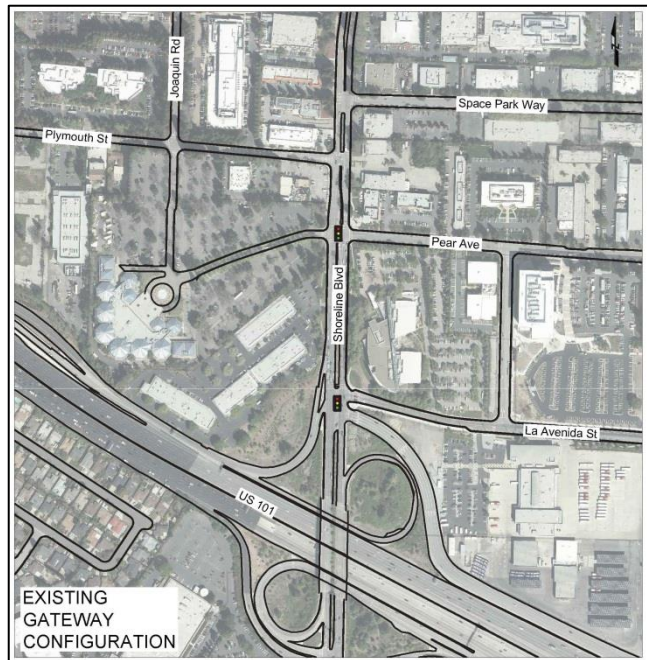 Joaquin Rd
Space Park Way
Plymouth St
Pear Ave
Shoreline Blvd
La Avenida St
US 101
EXISTING
GATEWAY
CONFIGURATION